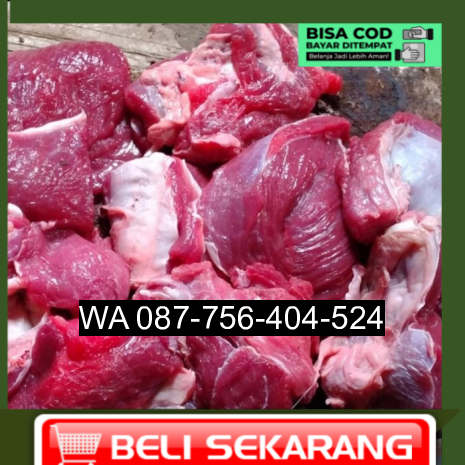 BISA COD
BAYAR DITEMPAT
Belanja Jadi Lebih Aman!
WA 087-756-404-524
BELI SEKARANG